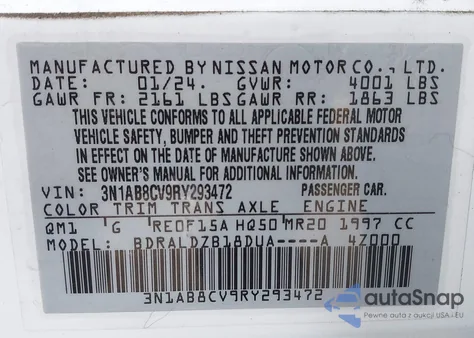 MANUFACTURED BY NISSAN MOTOR CO., LTD.
DATE: 01/24. GVWR: 4001 LBS
GAWR FR: 2161 LBS GAWR RR: 1863 LBS
THIS VEHICLE CONFORMS TO ALL APPLICABLE FEDERAL MOTOR
VEHICLE SAFETY, BUMPER AND THEFT PREVENTION STANDARDS
IN EFFECT ON THE DATE OF MANUFACTURE SHOWN ABOVE.
SEE OWNER'S MANUAL FOR ADDITIONAL INFORMATION.
VIN: 3N1AB8CV9RY293472 PASSENGER CAR.
COLOR TRIM TRANS AXLE ENGINE
QM1 G RE0F15A HQ50 MR20 1997 CC
MODEL: BDRALDZB18DUA----A 4Z000
3N1AB8CV9RY293472
autoSnap
Pewne auta z USA i EU